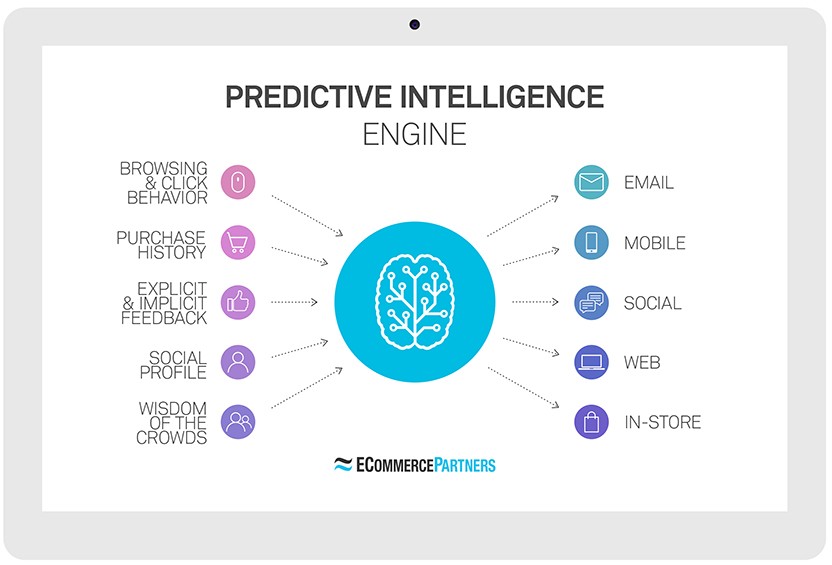 PREDICTIVE INTELLIGENCE
ENGINE
BROWSING
& CLICK
BEHAVIOR
PURCHASE
HISTORY
EXPLICIT
& IMPLICIT
FEEDBACK
SOCIAL
PROFILE
WISDOM
OF THE
CROWDS
EMAIL
MOBILE
SOCIAL
WEB
IN-STORE
ECOMMERCEPARTNERS